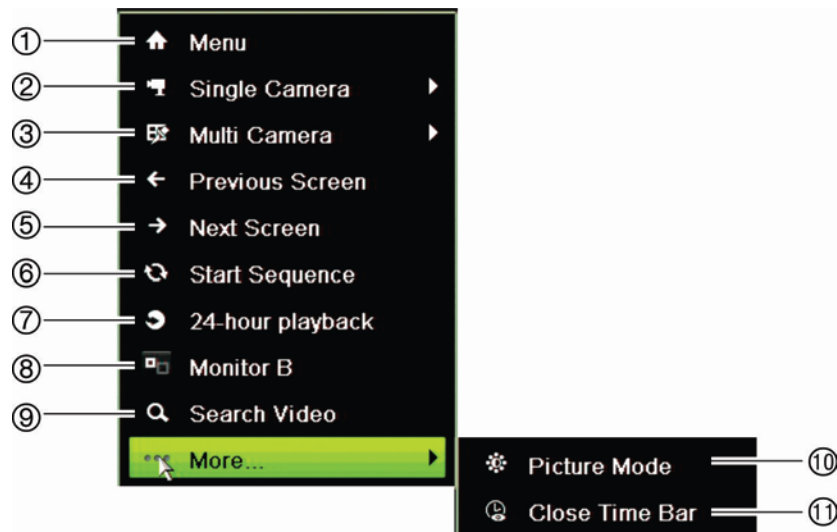 ① Menu
② Single Camera
③ Multi Camera
④ Previous Screen
⑤ Next Screen
⑥ Start Sequence
⑦ 24-hour playback
⑧ Monitor B
⑨ Search Video
More...
Picture Mode ⑩
Close Time Bar ⑪